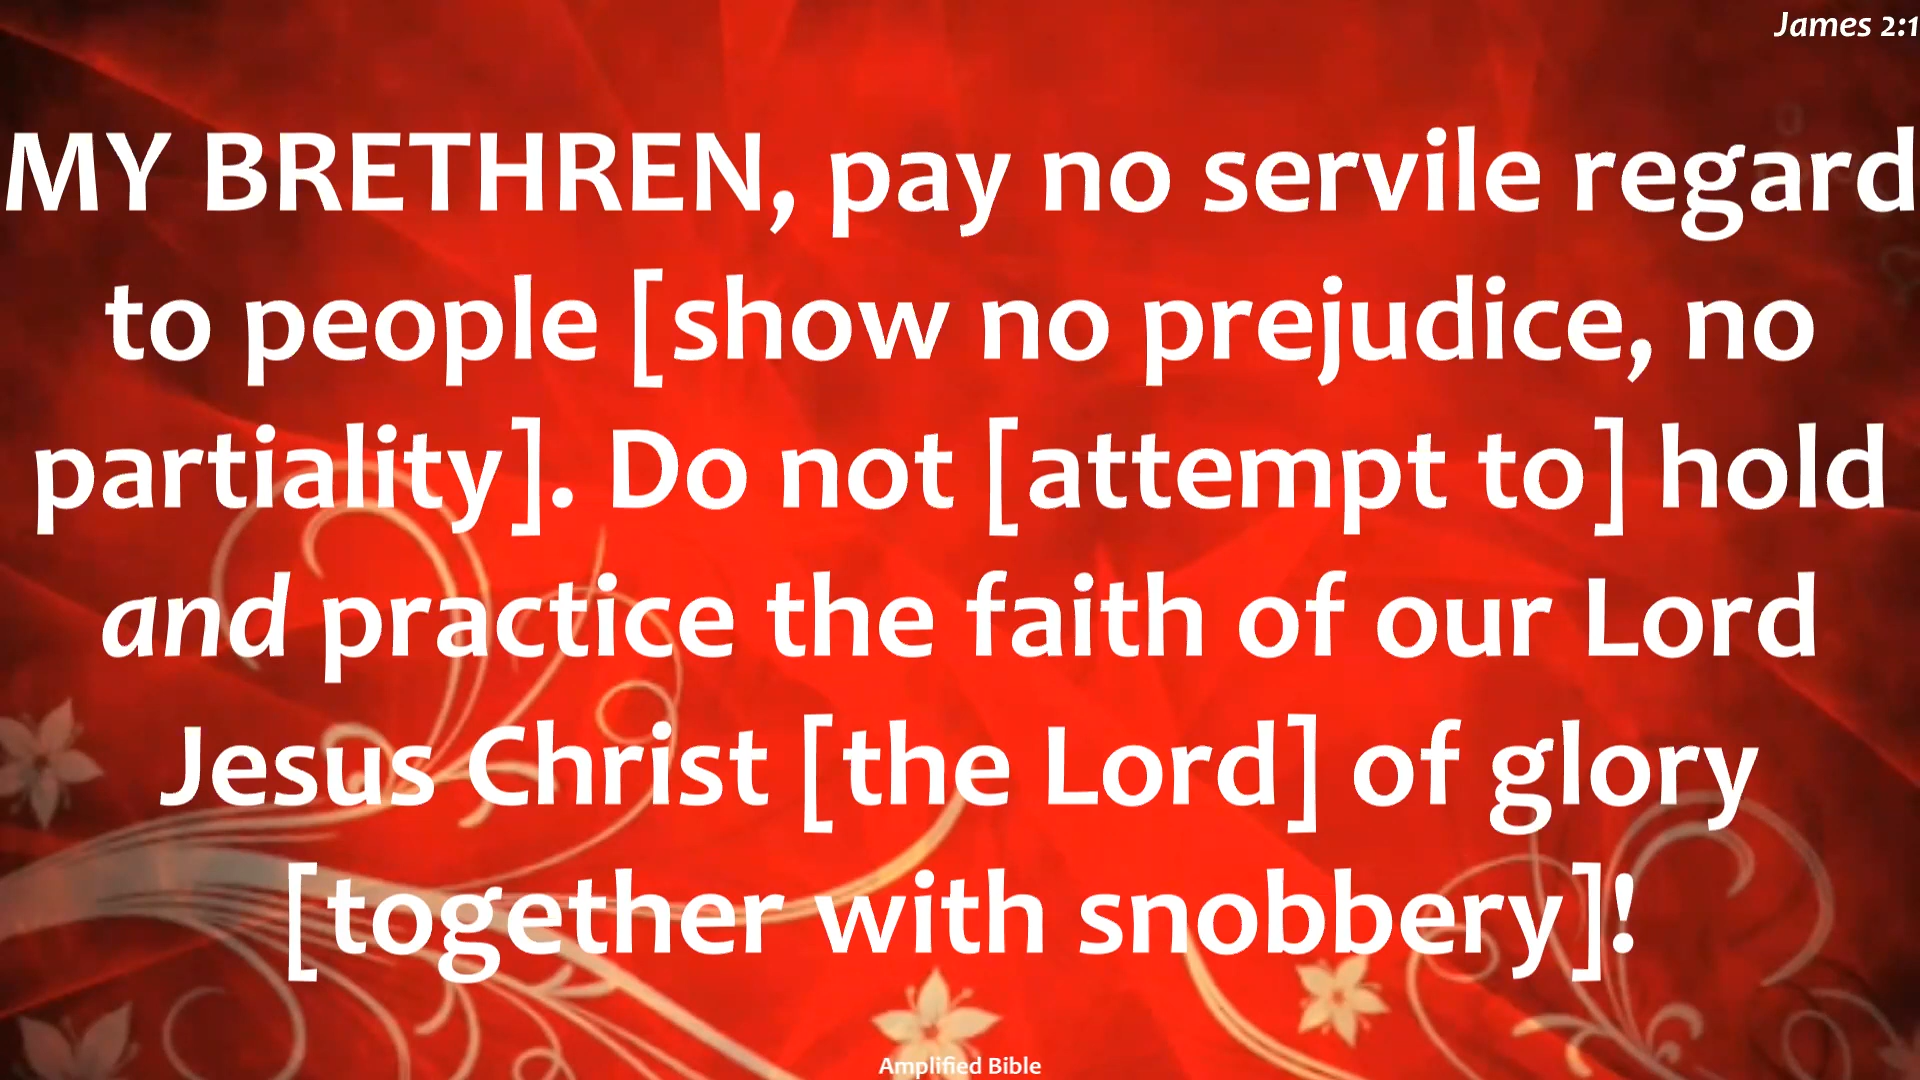 James 2:1
MY BRETHREN, pay no servile regard
to people [show no prejudice, no
partiality]. Do not [attempt to] hold
and practice the faith of our Lord
Jesus Christ [the Lord] of glory
[together with snobbery]!
Amplified Bible